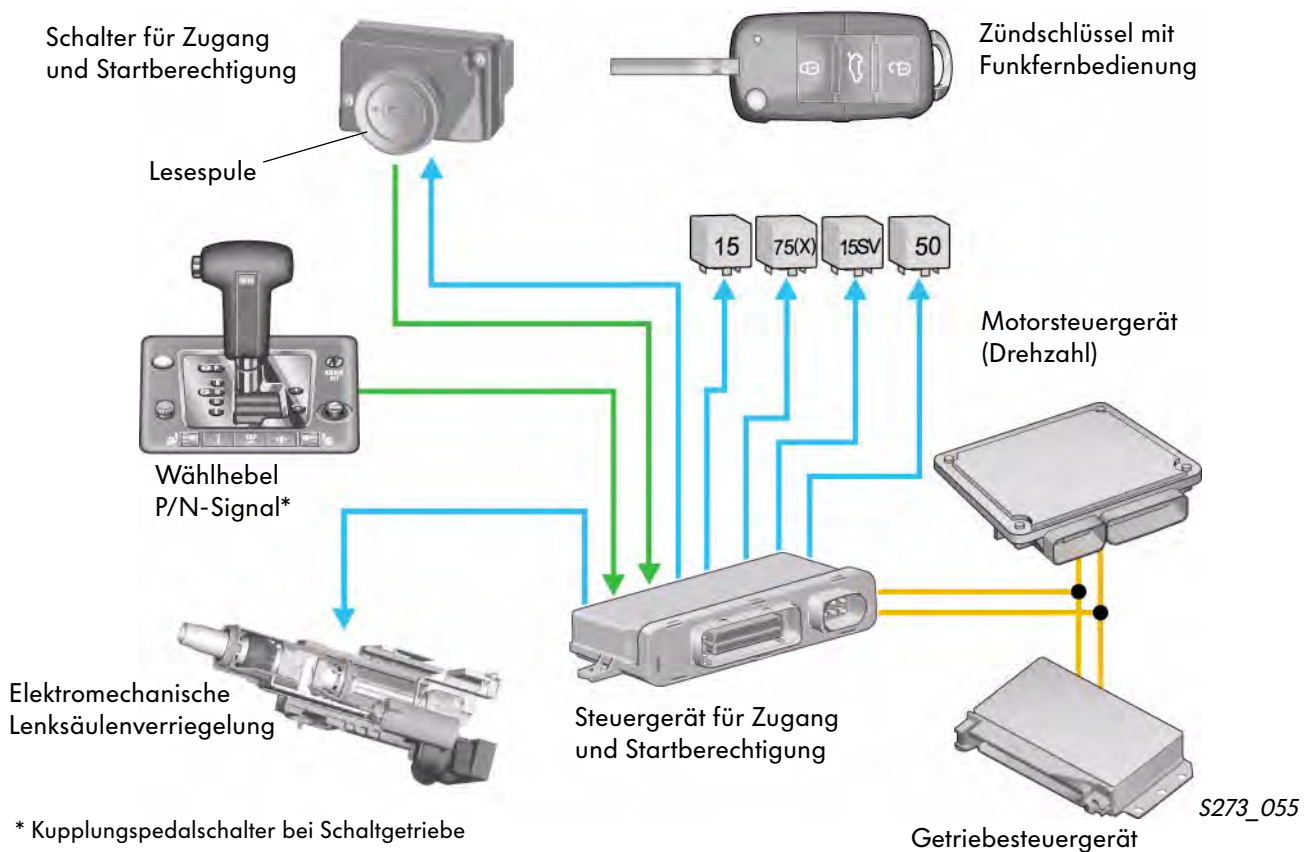 Schalter für Zugang
und Startberechtigung
Zündschlüssel mit
Funkfernbedienung
Lesespule
15
75(X)
15SV
50
Motorsteuergerät
(Drehzahl)
Wählhebel
P/N-Signal*
Elektromechanische
Lenksäulenverriegelung
Steuergerät für Zugang
und Startberechtigung
S273_055
* Kupplungspedalschalter bei Schaltgetriebe
Getriebesteuergerät